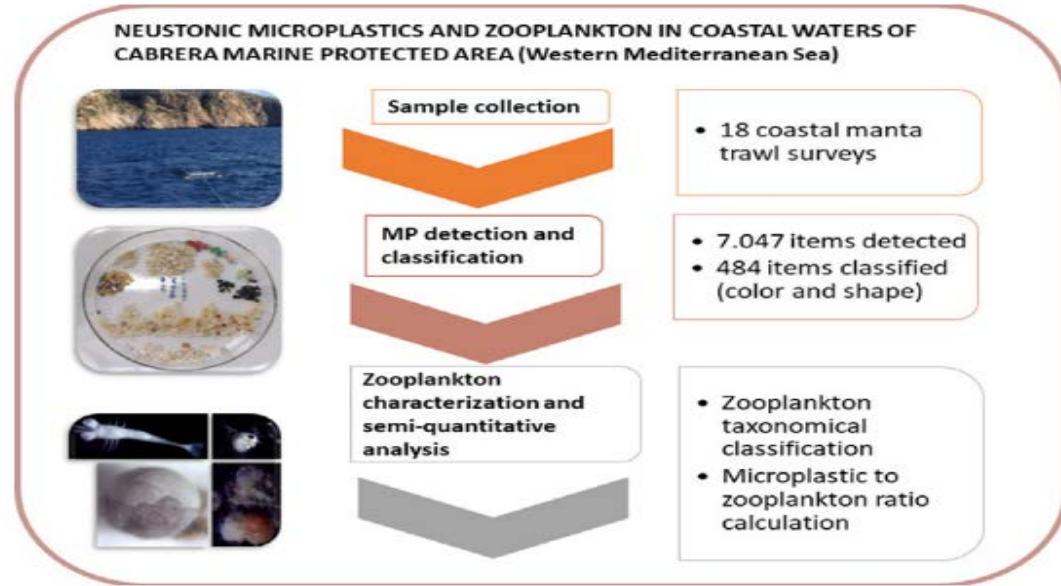 NEUSTONIC MICROPLASTICS AND ZOOPLANKTON IN COASTAL WATERS OF
CABRERA MARINE PROTECTED AREA (Western Mediterranean Sea)
Sample collection
• 18 coastal manta
trawl surveys
MP detection and
classification
• 7.047 items detected
• 484 items classified
(color and shape)
Zooplankton
characterization and
semi-quantitative
analysis
• Zooplankton
taxonomical
classification
• Microplastic to
zooplankton ratio
calculation